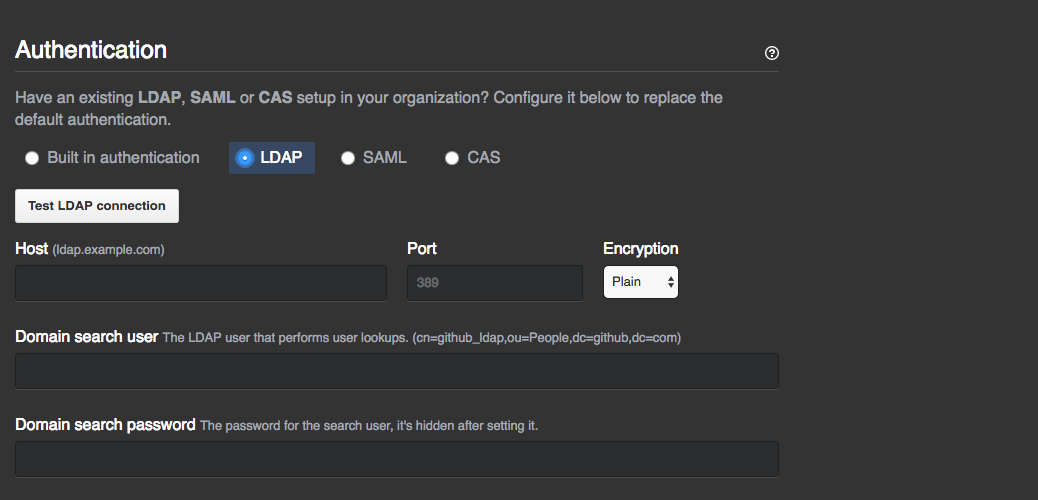 Authentication
Have an existing LDAP, SAML or CAS setup in your organization? Configure it below to replace the
default authentication.
Built in authentication LDAP SAML CAS
Test LDAP connection
Host (ldap.example.com) Port Encryption
389 Plain
Domain search user The LDAP user that performs user lookups. (cn=github_ldap,ou=People,dc=github,dc=com)
Domain search password The password for the search user, it's hidden after setting it.